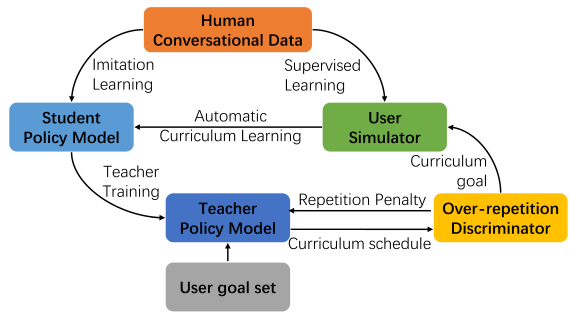 Human
Conversational Data
Imitation
Learning
Supervised
Learning
Student
Policy Model
Automatic
Curriculum Learning
User
Simulator
Curriculum
goal
Teacher
Training
Teacher
Policy Model
Repetition Penalty
Curriculum schedule
Over-repetition
Discriminator
User goal set